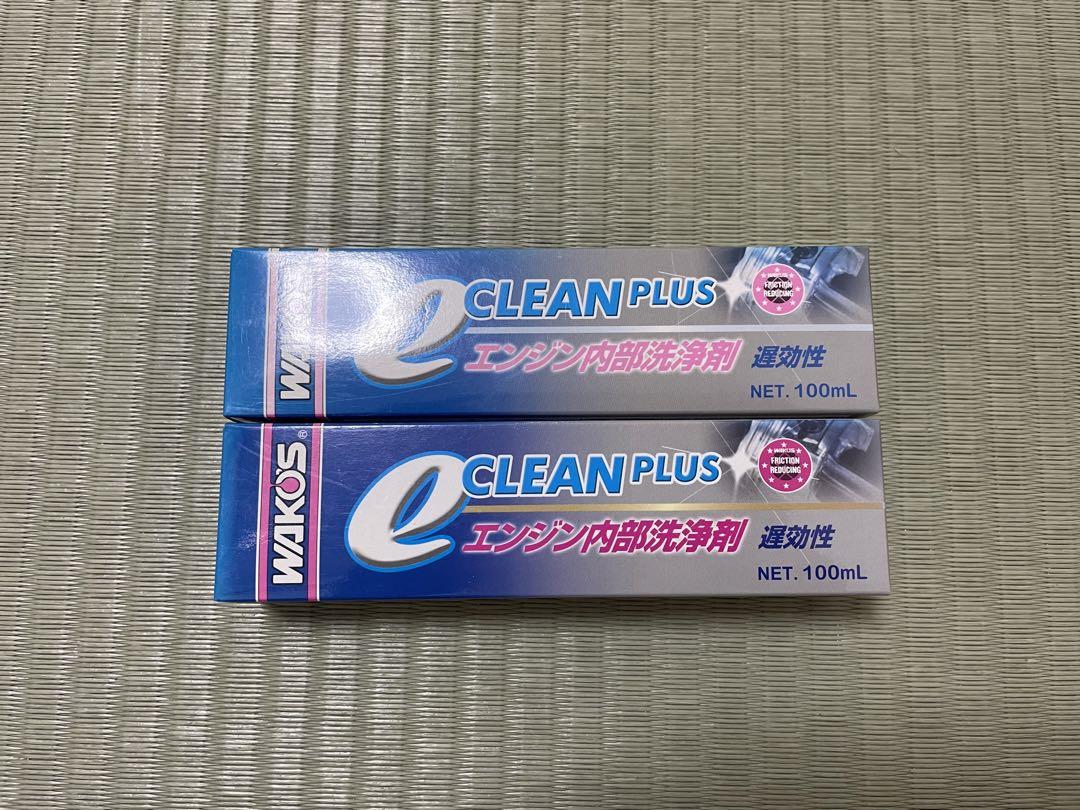 WAKO'S
e CLEAN PLUS
エンジン内部洗浄剤 遅効性
NET. 100mL
WAKO'S
FRICTION
REDUCING
WAKO'S®
e CLEAN PLUS
エンジン内部洗浄剤 遅効性
NET. 100mL
WAKO'S
FRICTION
REDUCING